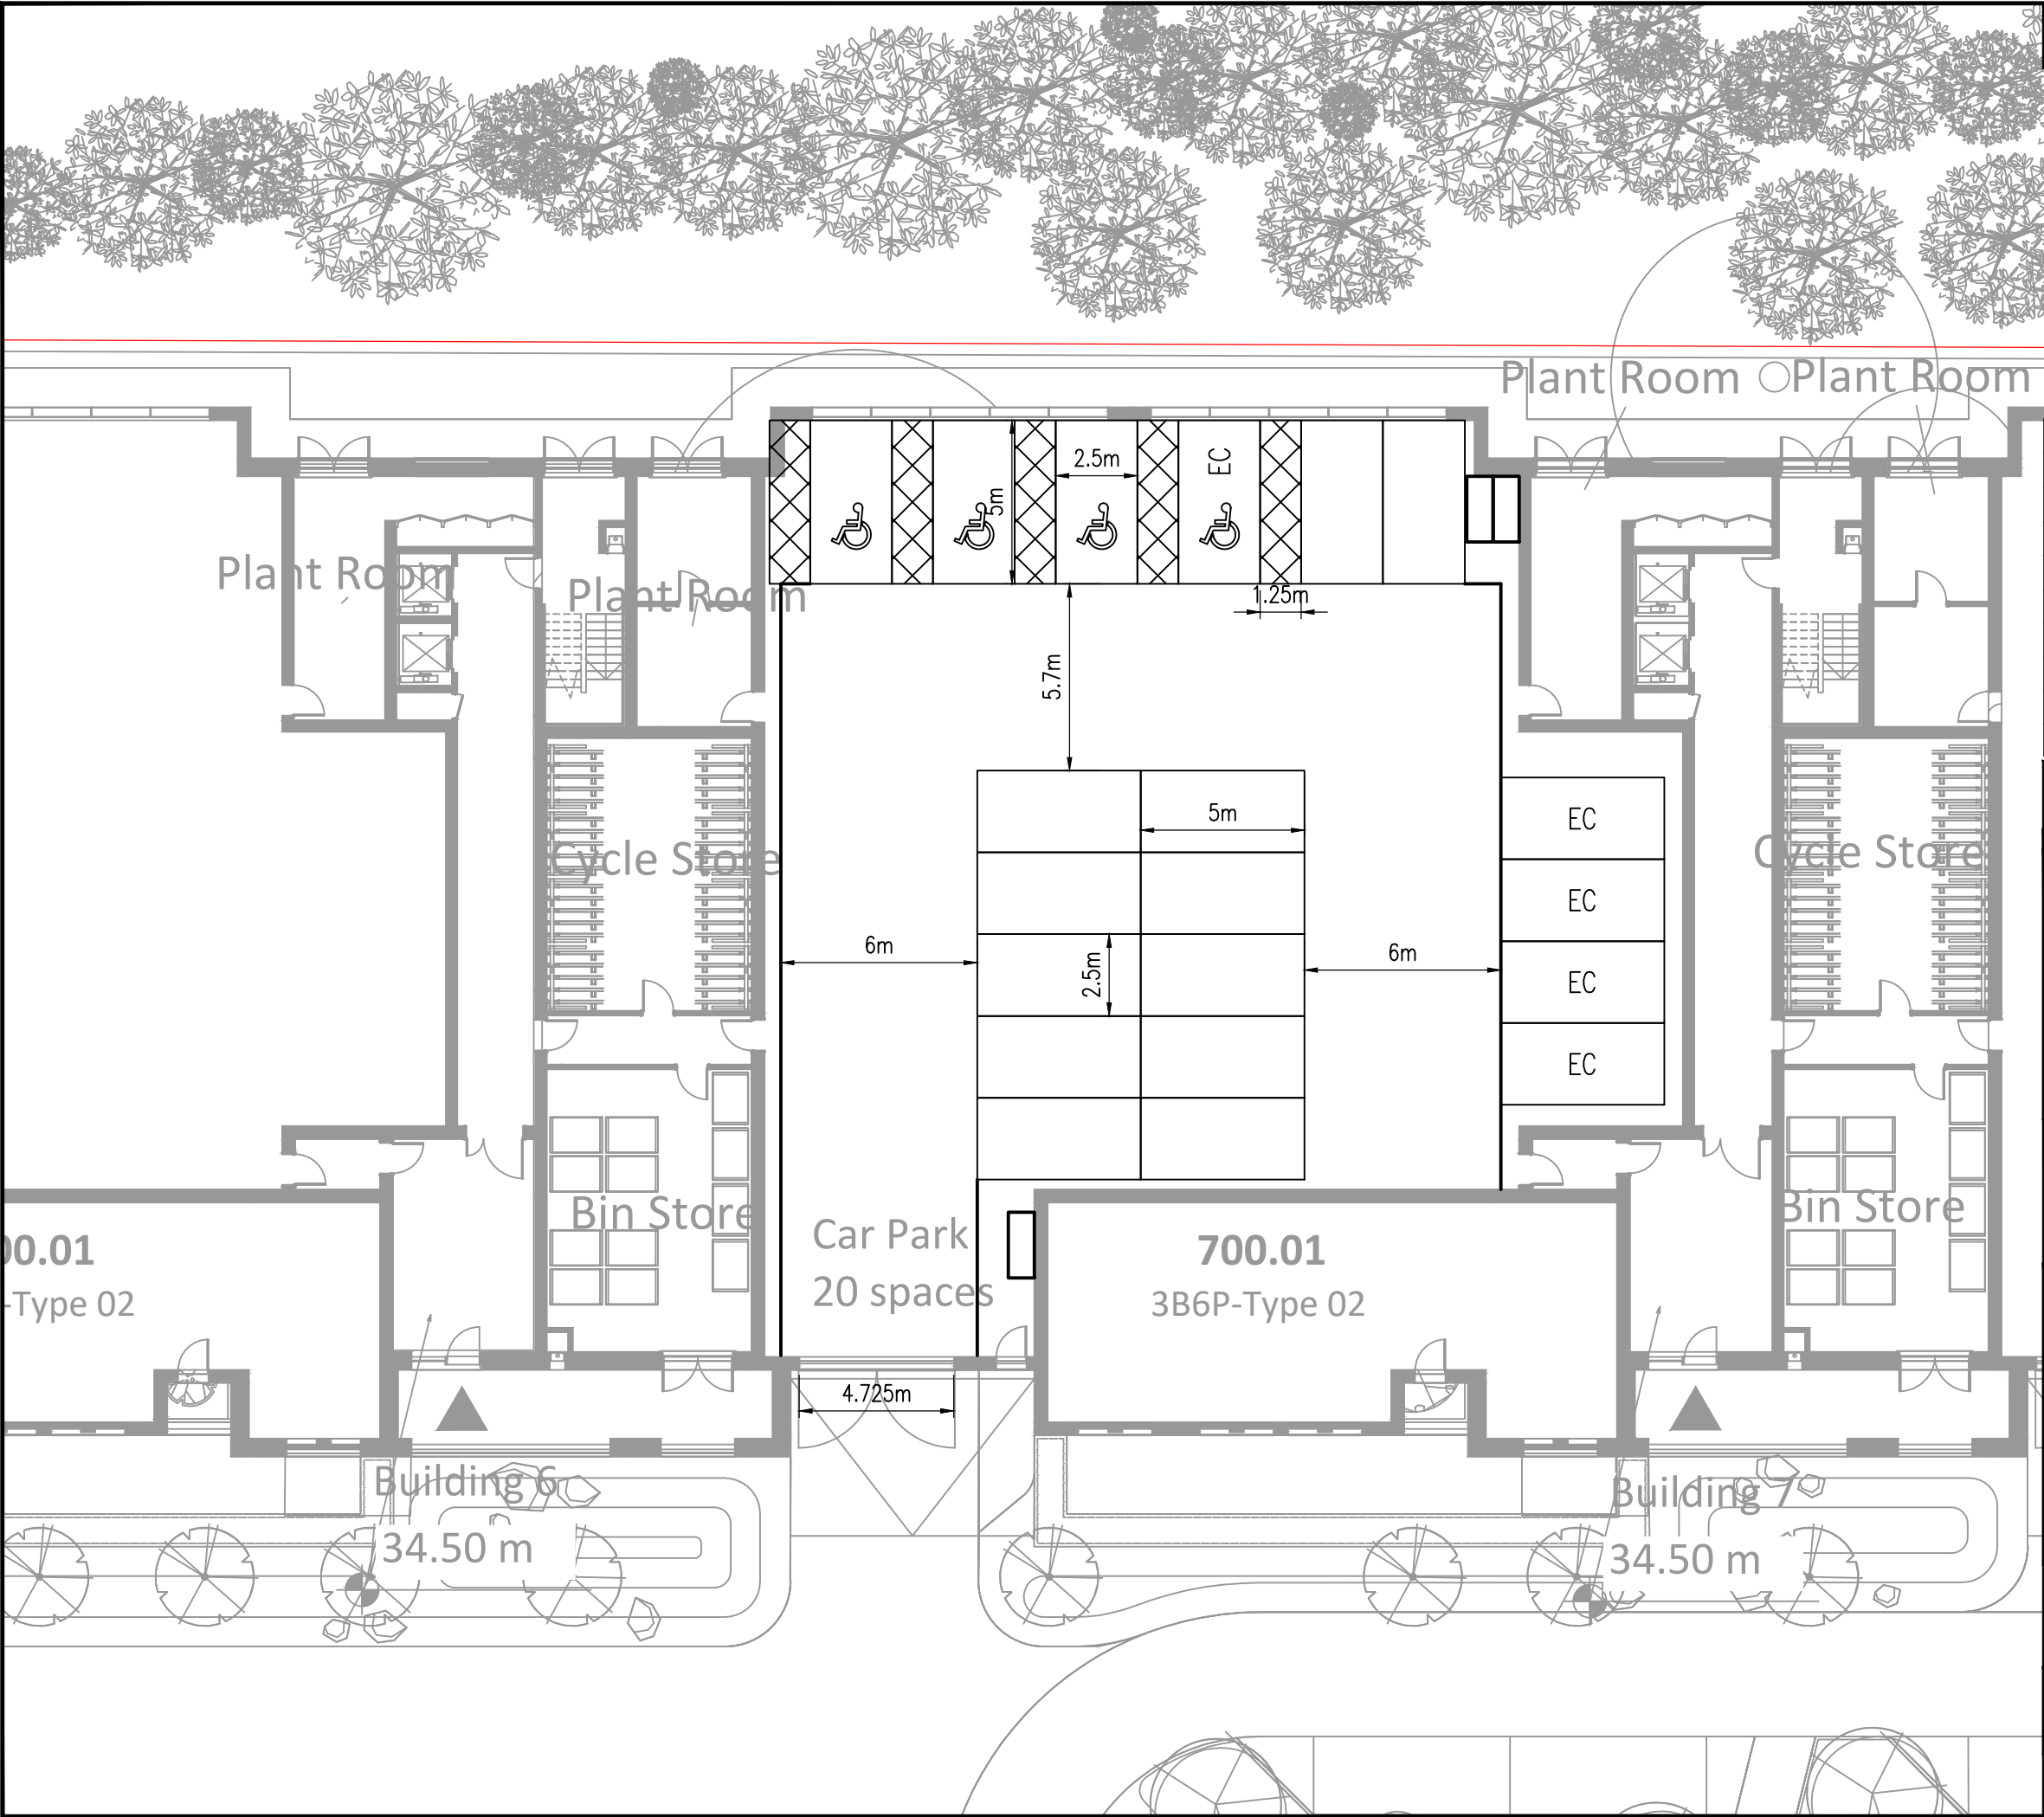 Plant Room
Plant Room
EC
2.5m
5m
Plant Room
Plant Room
1.25m
5.7m
5m
EC
Cycle Store
Cycle Store
EC
6m
6m
2.5m
EC
EC
Bin Store
Bin Store
Car Park
20 spaces
00.01
-Type 02
700.01
3B6P-Type 02
4.725m
Building 6
34.50 m
Building 7
34.50 m